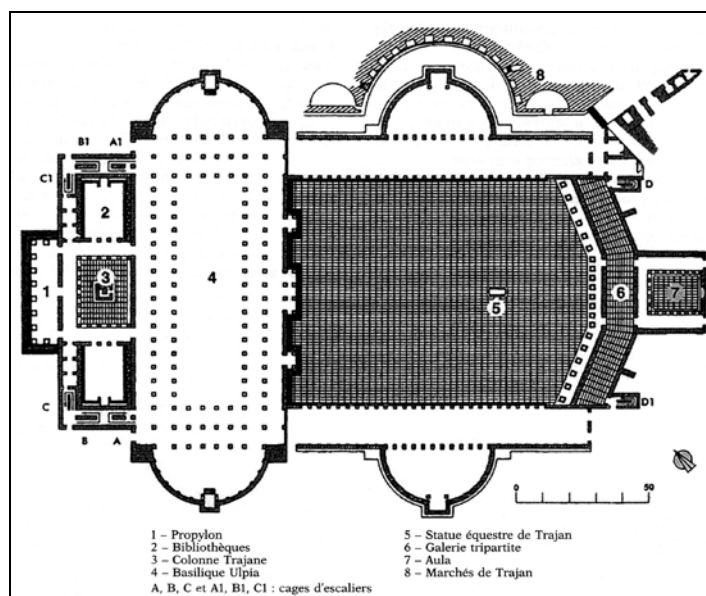 8
B1 A1
C1
D
2
1
3
4
5
6
7
C
D1
B A
0 50
1 – Propylon
2 – Bibliothèques
3 – Colonne Trajane
4 – Basilique Ulpia
A, B, C et A1, B1, C1 : cages d'escaliers
5 – Statue équestre de Trajan
6 – Galerie tripartite
7 – Aula
8 – Marchés de Trajan